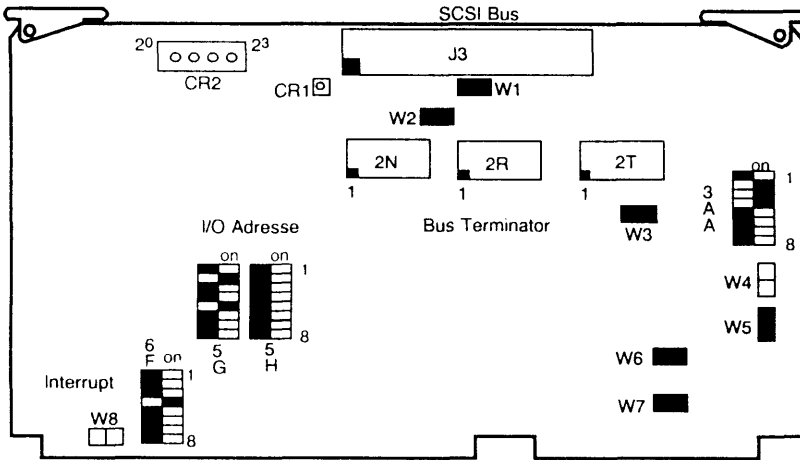 SCSI Bus
20 23
CR2
J3
CR1
W1
W2
2N
2R
2T
1
1
1
on
1
3
A
A
8
I/O Adresse
Bus Terminator
W3
on on
1
8
5
G
5
H
W4
W5
W6
W7
6
F
on
1
8
Interrupt
W8